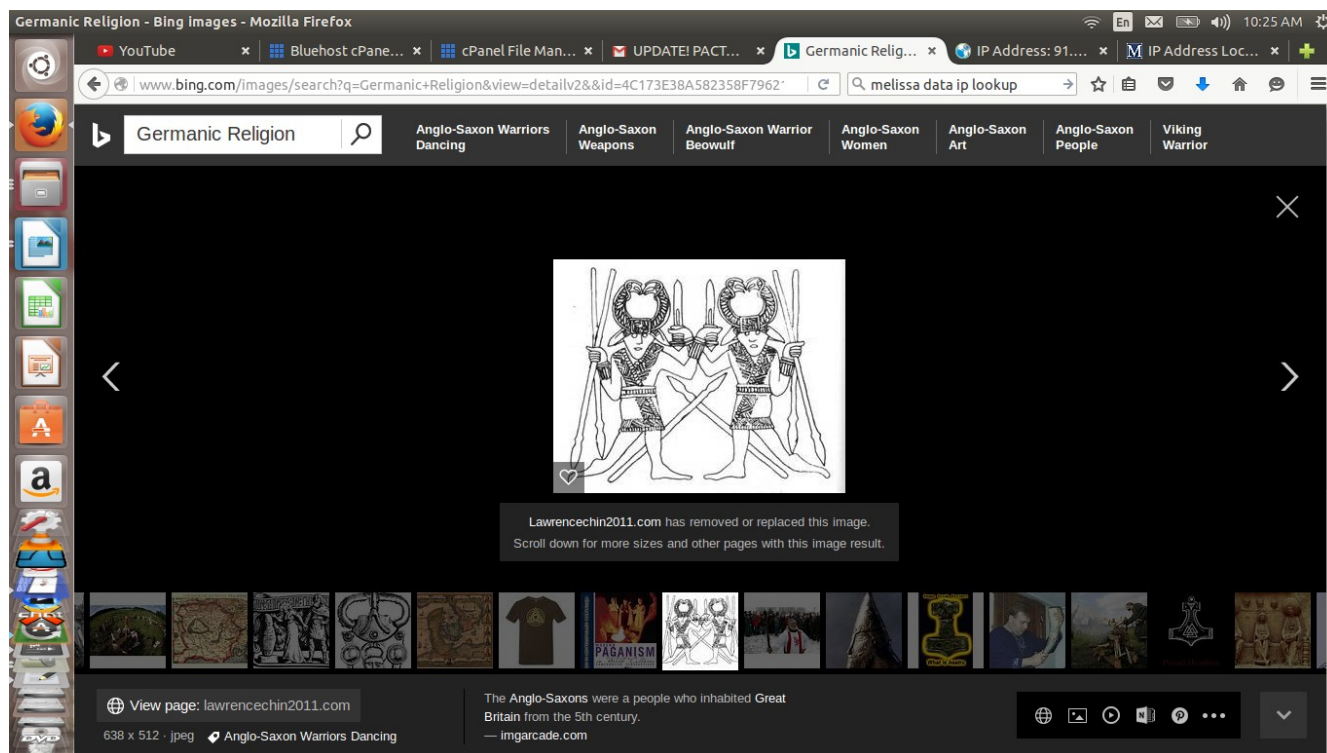 Germanic Religion - Bing images - Mozilla Firefox
En
10:25 AM
YouTube
Bluehost cPane...
cPanel File Man...
UPDATE! PACT...
Germanic Relig...
IP Address: 91....
IP Address Loc...
www.bing.com/images/search?q=Germanic+Religion&view=detailv2&&id=4C173E38A582358F7962
melissa data ip lookup
Germanic Religion
Anglo-Saxon Warriors Dancing
Anglo-Saxon Weapons
Anglo-Saxon Warrior Beowulf
Anglo-Saxon Women
Anglo-Saxon Art
Anglo-Saxon People
Viking Warrior
Lawrencechin2011.com has removed or replaced this image.
Scroll down for more sizes and other pages with this image result.
PAGANISM
What is Asatru
View page: lawrencechin2011.com
638 x 512 · jpeg
Anglo-Saxon Warriors Dancing
The Anglo-Saxons were a people who inhabited Great
Britain from the 5th century.
— imgarcade.com